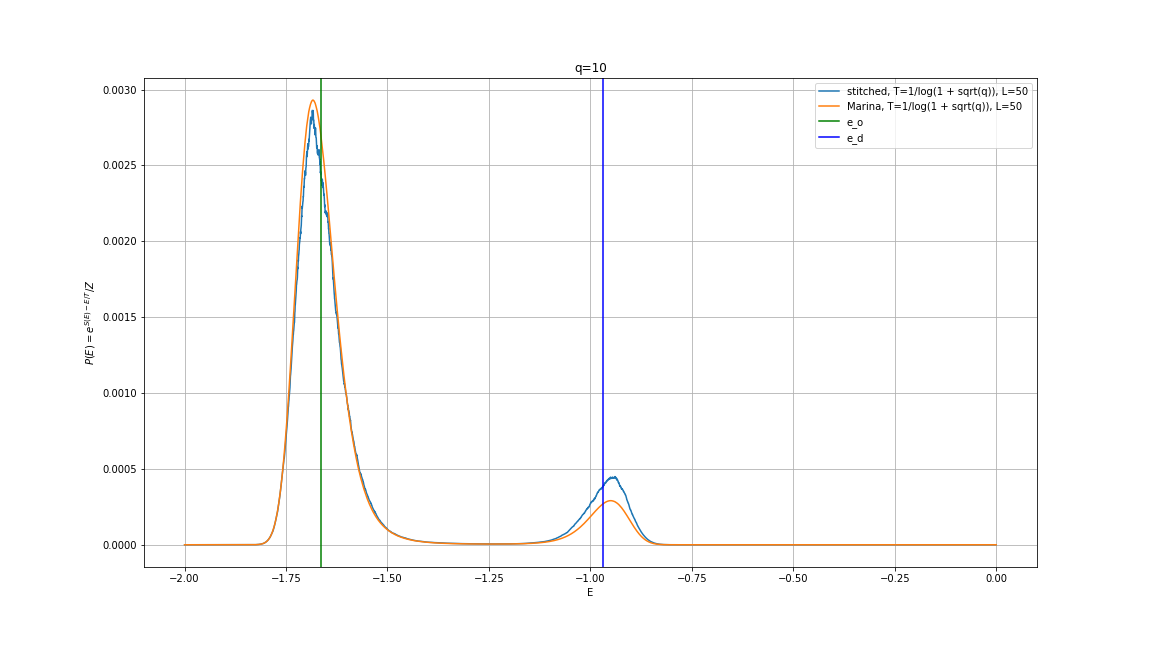 q=10
stitched, T=1/log(1 + sqrt(q)), L=50
Marina, T=1/log(1 + sqrt(q)), L=50
e_o
e_d
0.0030
0.0025
0.0020
0.0015
0.0010
0.0005
0.0000
P(E) = e^{S(E) − E/T}/Z
−2.00 −1.75 −1.50 −1.25 −1.00 −0.75 −0.50 −0.25 0.00
E